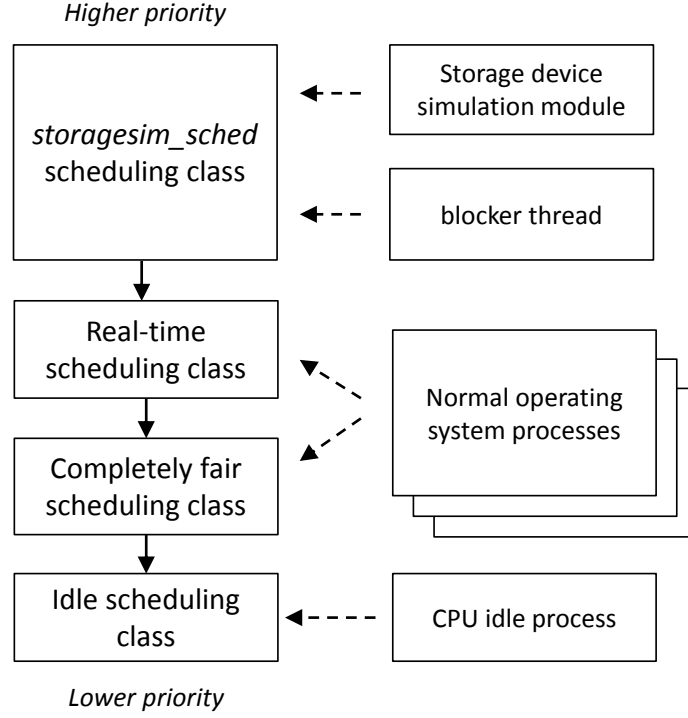 Higher priority
storagesim_sched
scheduling class
Storage device
simulation module
blocker thread
Real-time
scheduling class
Normal operating
system processes
Completely fair
scheduling class
Idle scheduling
class
CPU idle process
Lower priority